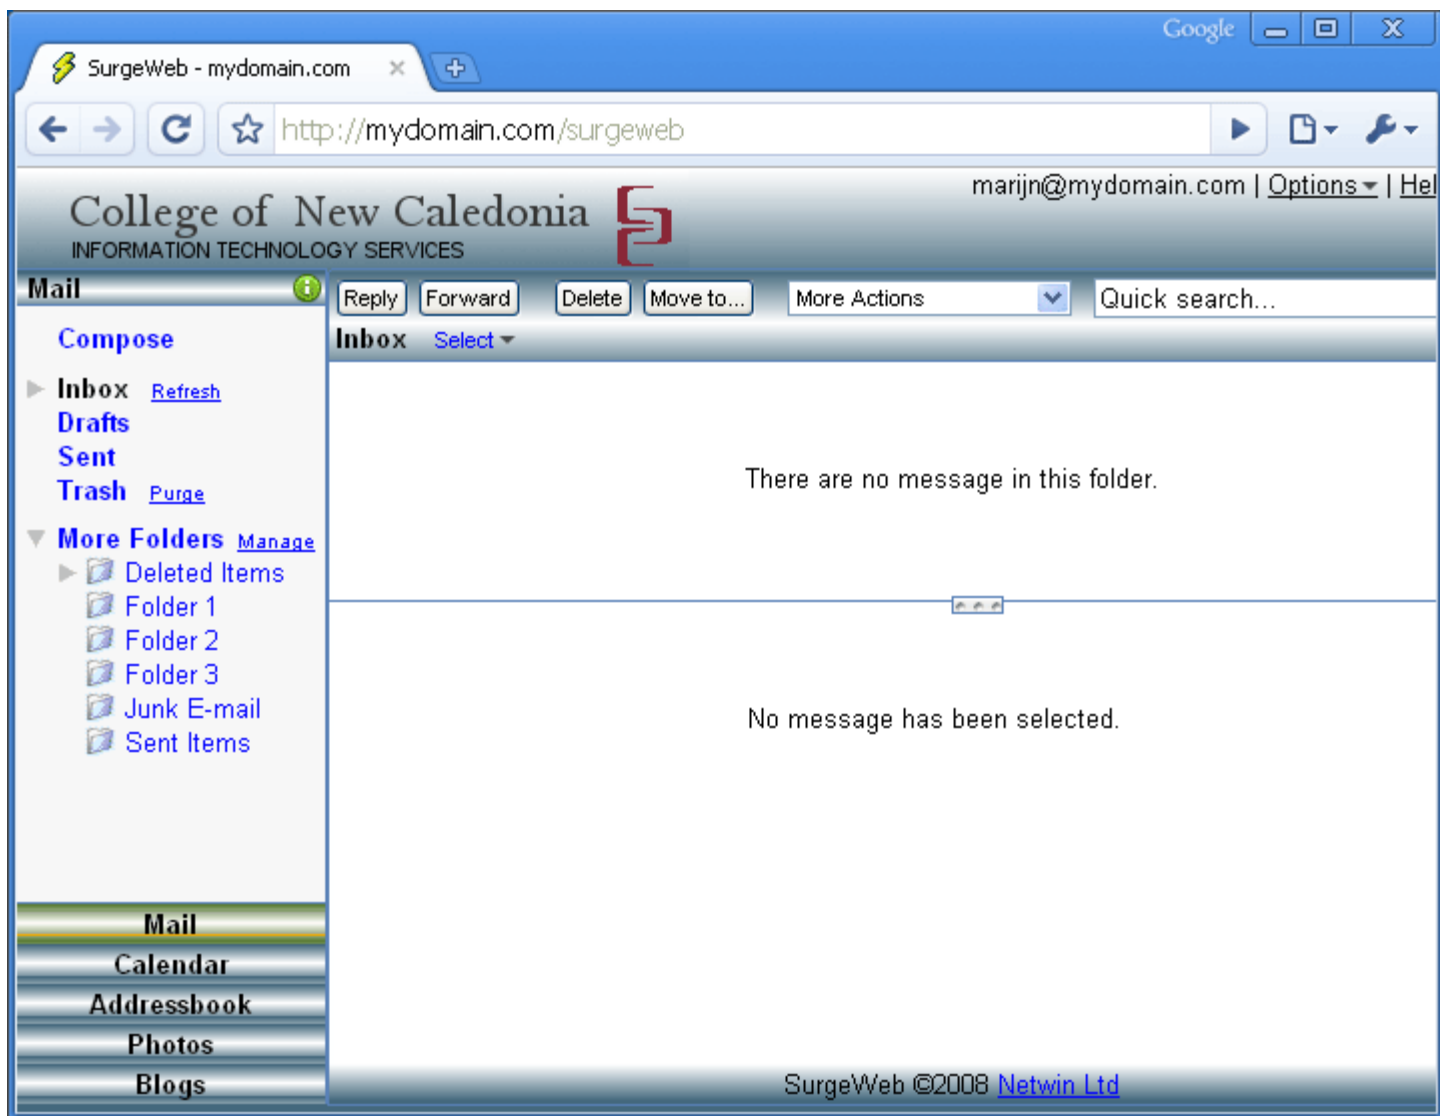 Google
SurgeWeb - mydomain.com
http://mydomain.com/surgeweb
marijn@mydomain.com | Options | Hel
College of New Caledonia
INFORMATION TECHNOLOGY SERVICES
Mail
Reply Forward Delete Move to... More Actions Quick search...
Compose
Inbox Select
Inbox Refresh
Drafts
Sent
Trash Purge
There are no message in this folder.
More Folders Manage
Deleted Items
Folder 1
Folder 2
Folder 3
Junk E-mail
Sent Items
No message has been selected.
Mail
Calendar
Addressbook
Photos
Blogs
SurgeWeb ©2008 Netwin Ltd